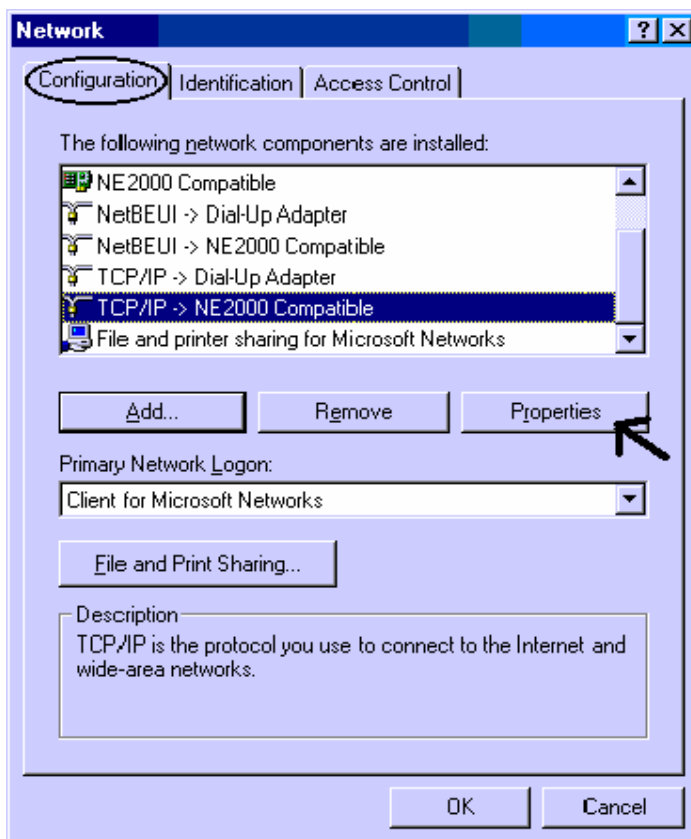 Network
Configuration Identification Access Control
The following network components are installed:
NE2000 Compatible
NetBEUI -> Dial-Up Adapter
NetBEUI -> NE2000 Compatible
TCP/IP -> Dial-Up Adapter
TCP/IP -> NE2000 Compatible
File and printer sharing for Microsoft Networks
Add... Remove Properties
Primary Network Logon:
Client for Microsoft Networks
File and Print Sharing...
Description
TCP/IP is the protocol you use to connect to the Internet and
wide-area networks.
OK Cancel